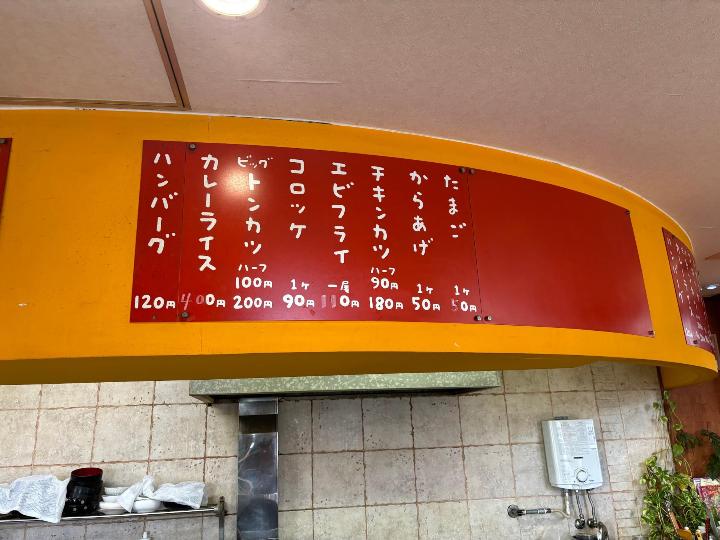 ハンバーグ
120円
カレーライス
400円
ビッグ
トンカツ
ハーフ
100円
200円
コロッケ
1ヶ
90円
エビフライ
一尾
110円
チキンカツ
ハーフ
90円
180円
からあげ
1ヶ
50円
たまご
1ヶ
50円